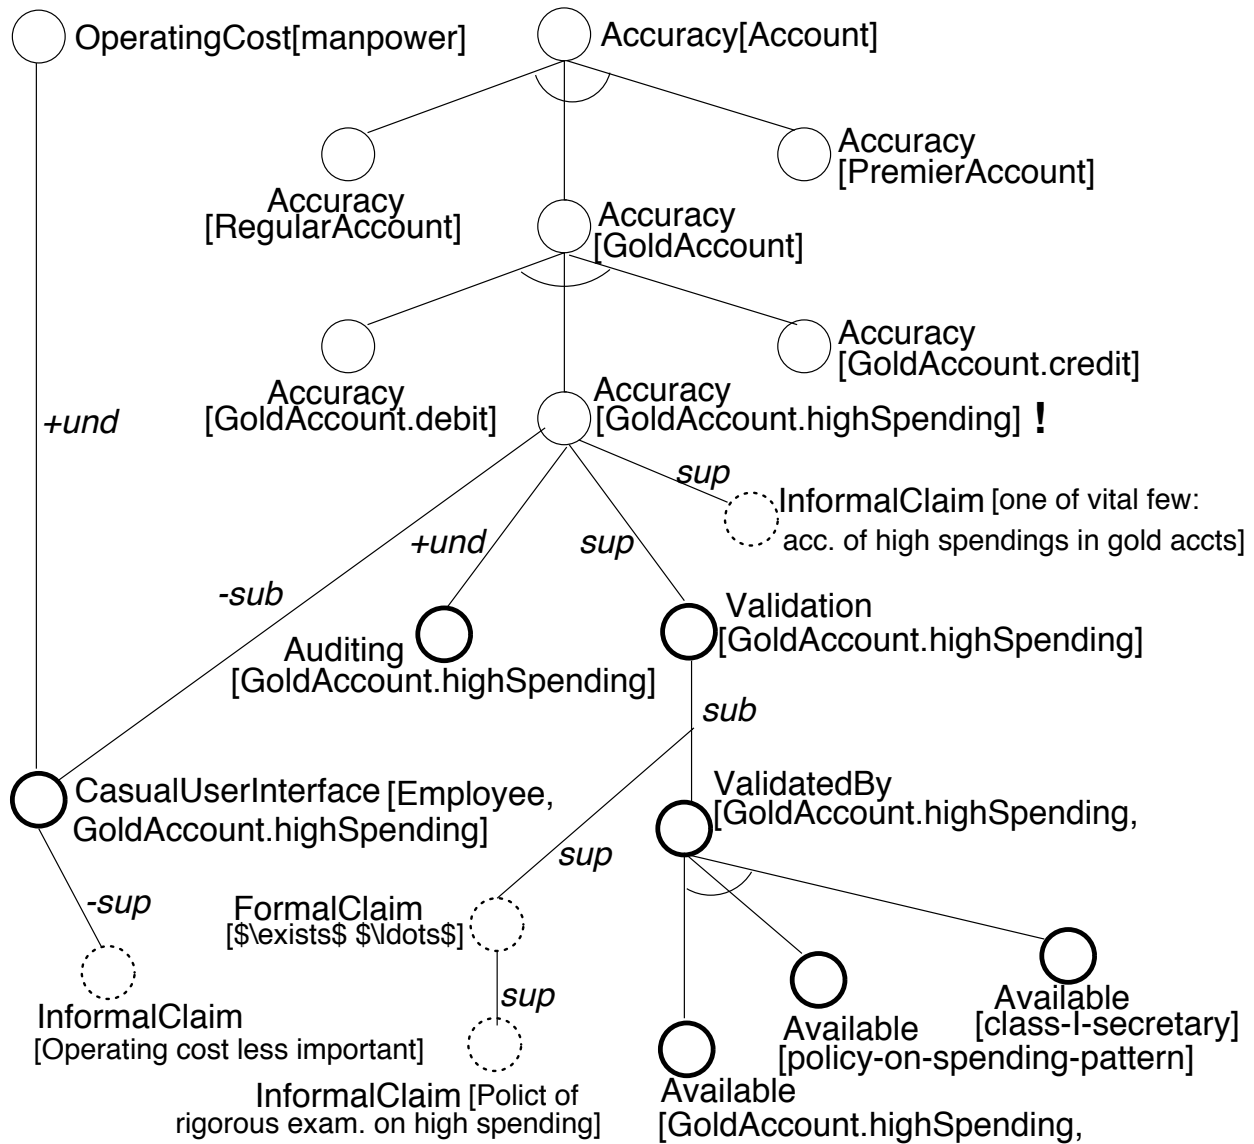 OperatingCost[manpower]
Accuracy[Account]
Accuracy
[PremierAccount]
Accuracy
[RegularAccount]
Accuracy
[GoldAccount]
Accuracy
[GoldAccount.credit]
Accuracy
[GoldAccount.debit]
Accuracy
[GoldAccount.highSpending] !
+und
sup
InformalClaim [one of vital few:
acc. of high spendings in gold accts]
+und
sup
-sub
Validation
[GoldAccount.highSpending]
Auditing
[GoldAccount.highSpending]
sub
CasualUserInterface [Employee,
GoldAccount.highSpending]
ValidatedBy
[GoldAccount.highSpending,
sup
-sup
FormalClaim
[$\exists$ $\ldots$]
sup
InformalClaim
[Operating cost less important]
Available
[class-I-secretary]
Available
[policy-on-spending-pattern]
InformalClaim [Polict of
rigorous exam. on high spending]
Available
[GoldAccount.highSpending,